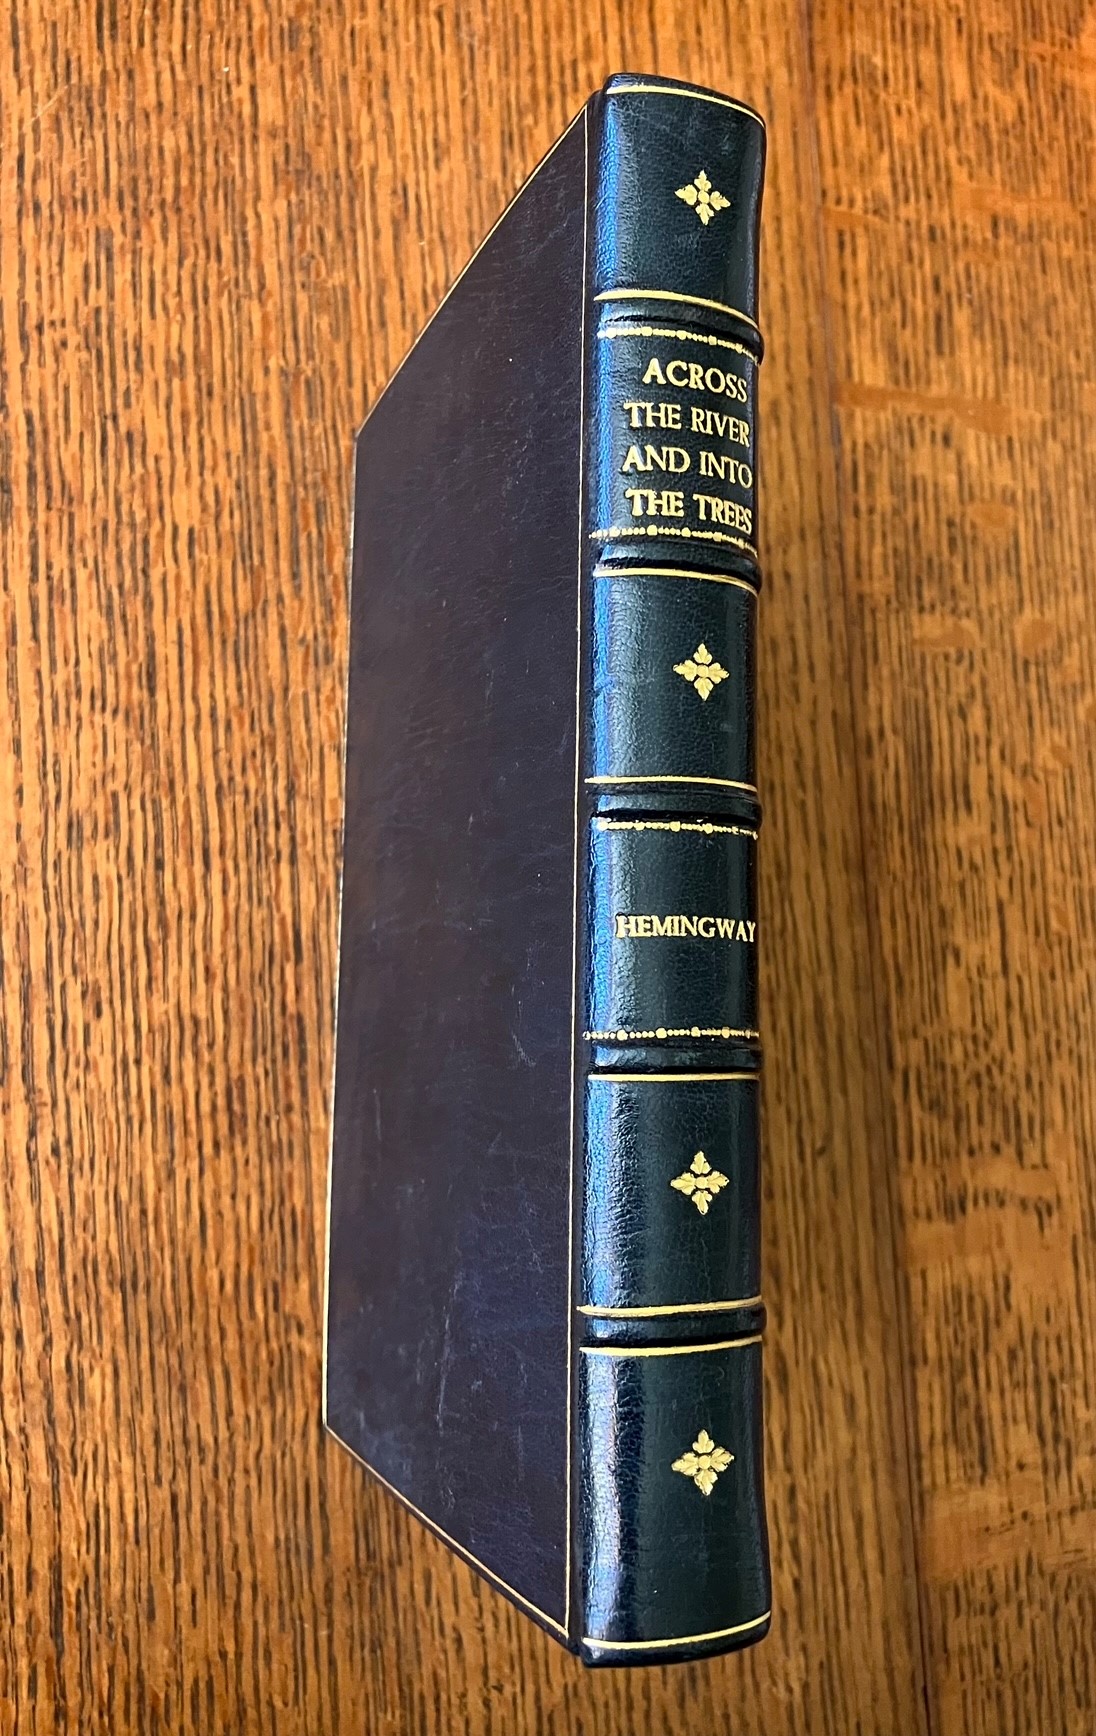 ACROSS
THE RIVER
AND INTO
THE TREES
HEMINGWAY